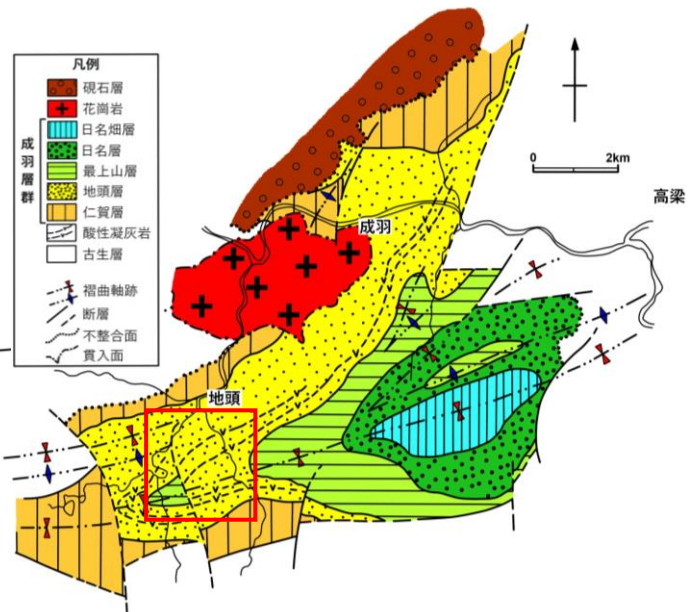 凡例
硯石層
花崗岩
成羽層群
日名畑層
日名層
最上山層
地頭層
仁賀層
酸性凝灰岩
古生層
褶曲軸跡
断層
不整合面
貫入面
0 2km
高梁
成羽
地頭